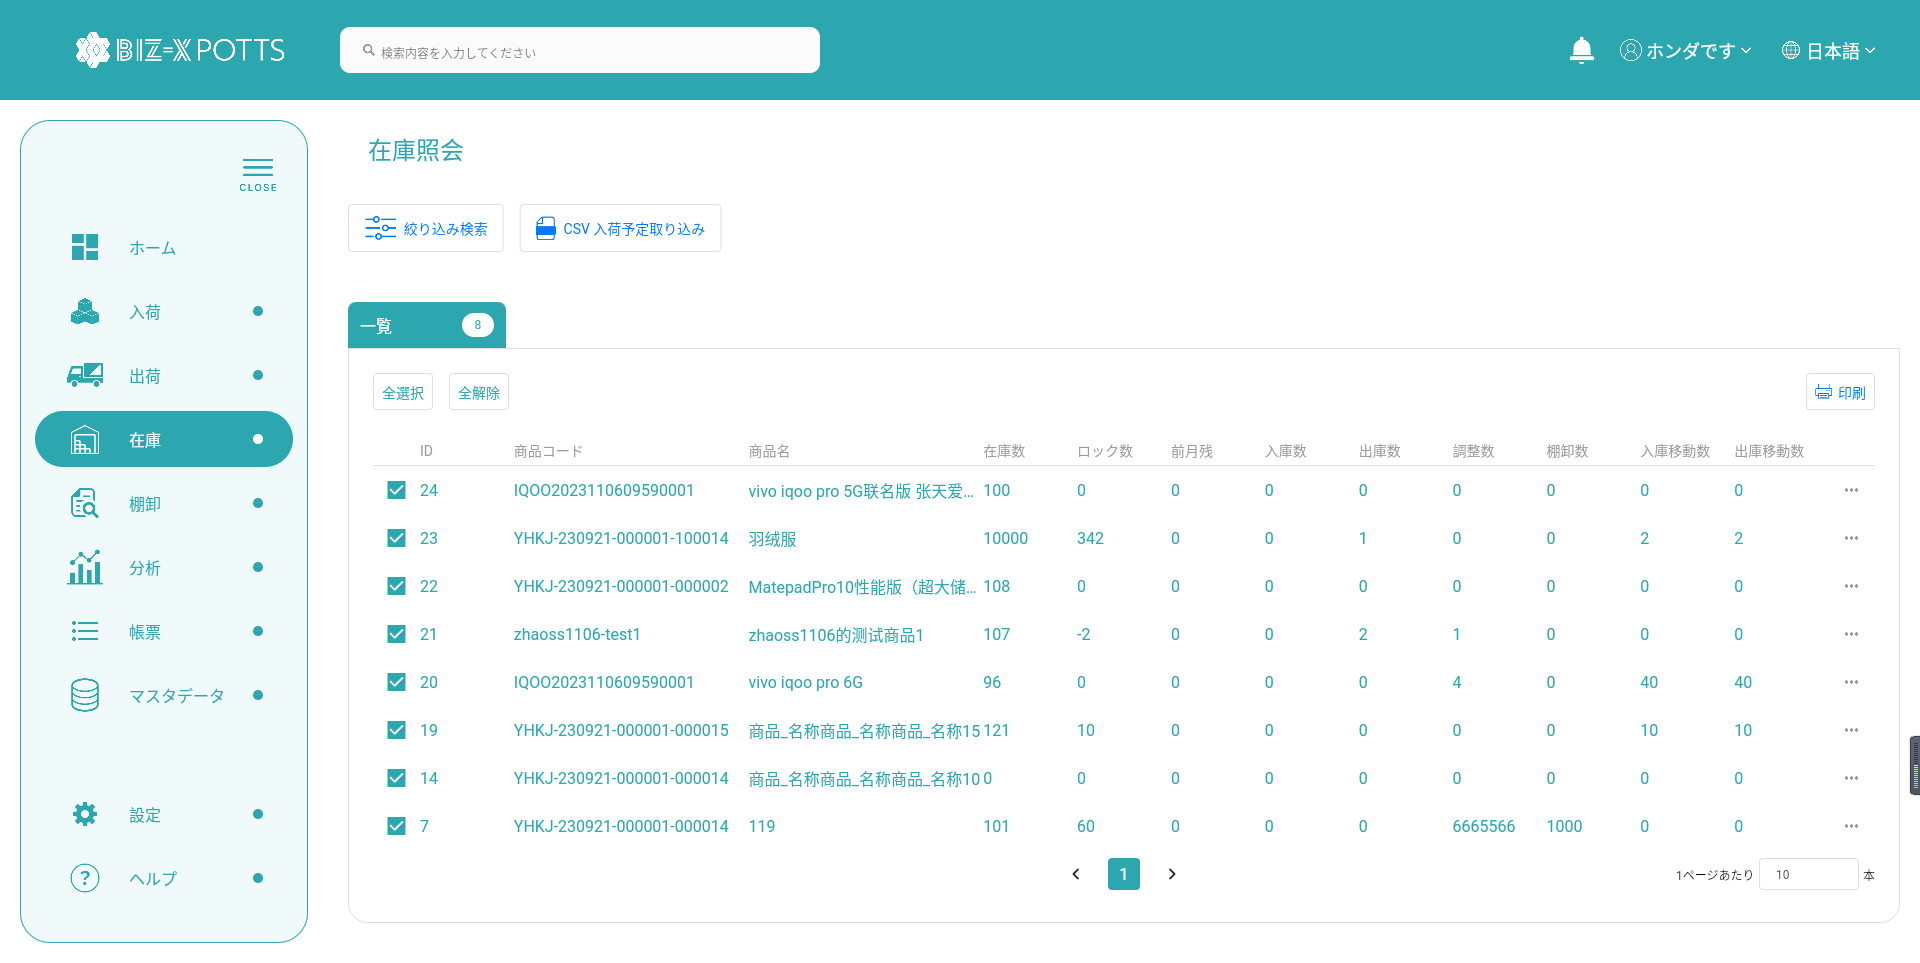 BIZ=X POTTS
検索内容を入力してください
ホンダです
日本語
CLOSE
ホーム
入荷
出荷
在庫
棚卸
分析
帳票
マスタデータ
設定
ヘルプ
在庫照会
絞り込み検索
CSV 入荷予定取り込み
一覧 8
全選択 全解除 印刷
ID 商品コード 商品名 在庫数 ロック数 前月残 入庫数 出庫数 調整数 棚卸数 入庫移動数 出庫移動数
24 IQOO2023110609590001 vivo iqoo pro 5G联名版 张天爱... 100 0 0 0 0 0 0 0 0 ···
23 YHKJ-230921-000001-100014 羽绒服 10000 342 0 0 1 0 0 2 2 ···
22 YHKJ-230921-000001-000002 MatepadPro10性能版（超大储... 108 0 0 0 0 0 0 0 0 ···
21 zhaoss1106-test1 zhaoss1106的测试商品1 107 -2 0 0 2 1 0 0 0 ···
20 IQOO2023110609590001 vivo iqoo pro 6G 96 0 0 0 0 4 0 40 40 ···
19 YHKJ-230921-000001-000015 商品_名称商品_名称商品_名称15 121 10 0 0 0 0 0 10 10 ···
14 YHKJ-230921-000001-000014 商品_名称商品_名称商品_名称10 0 0 0 0 0 0 0 0 0 ···
7 YHKJ-230921-000001-000014 119 101 60 0 0 0 6665566 1000 0 0 ···
1
1ページあたり 10 本